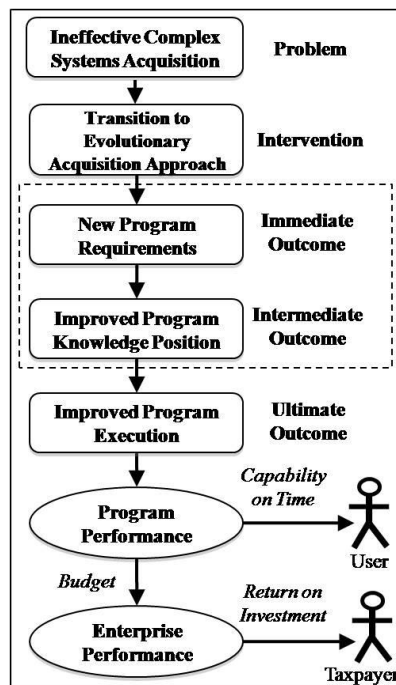 Ineffective Complex
Systems Acquisition
Problem
Transition to
Evolutionary
Acquisition Approach
Intervention
New Program
Requirements
Immediate
Outcome
Improved Program
Knowledge Position
Intermediate
Outcome
Improved Program
Execution
Ultimate
Outcome
Program
Performance
Capability
on Time
User
Budget
Enterprise
Performance
Return on
Investment
Taxpayer